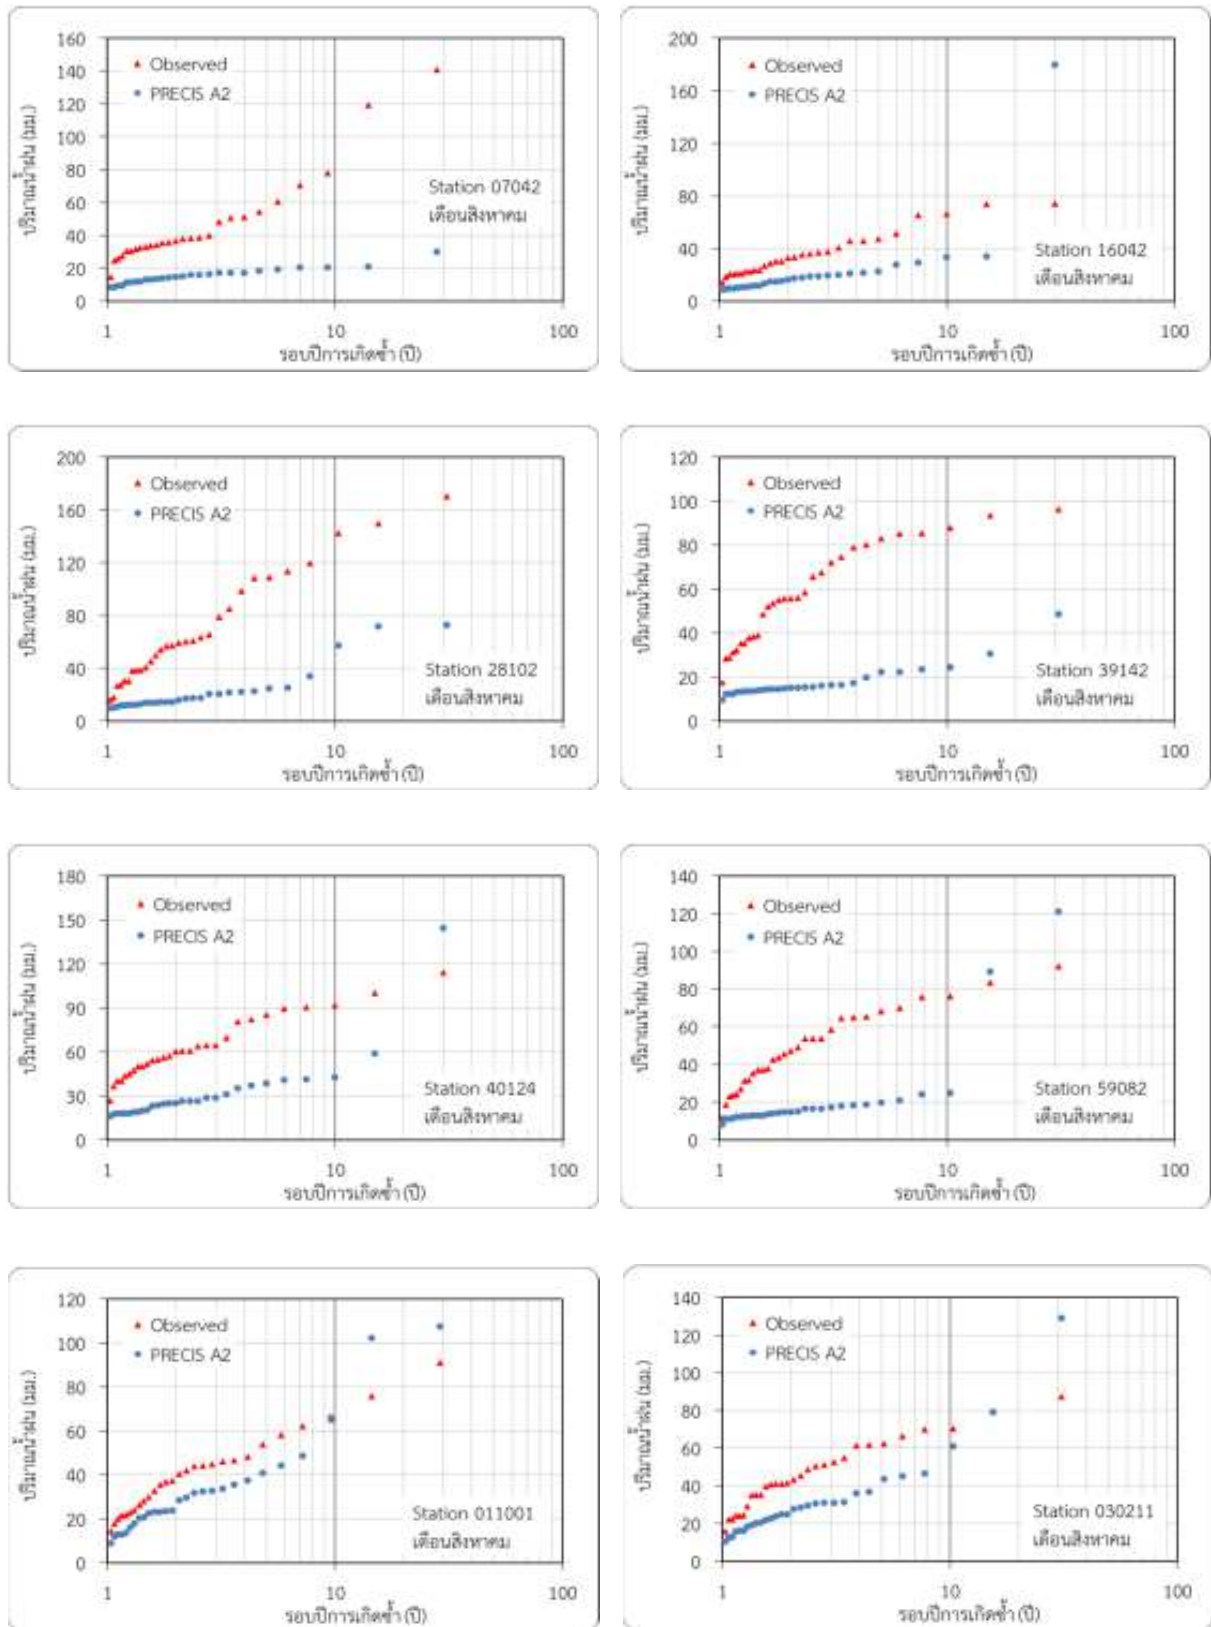 160
140
120
100
80
60
40
20
0
Observed
PRECIS A2
Station 07042
เดือนสิงหาคม
1 10 100
ปริมาณน้ำฝน (มม.)
รอบปีการเกิดซ้ำ (ปี)
200
160
120
80
40
0
Observed
PRECIS A2
Station 16042
เดือนสิงหาคม
1 10 100
ปริมาณน้ำฝน (มม.)
รอบปีการเกิดซ้ำ (ปี)
200
160
120
80
40
0
Observed
PRECIS A2
Station 28102
เดือนสิงหาคม
1 10 100
ปริมาณน้ำฝน (มม.)
รอบปีการเกิดซ้ำ (ปี)
120
100
80
60
40
20
0
Observed
PRECIS A2
Station 39142
เดือนสิงหาคม
1 10 100
ปริมาณน้ำฝน (มม.)
รอบปีการเกิดซ้ำ (ปี)
180
150
120
90
60
30
0
Observed
PRECIS A2
Station 40124
เดือนสิงหาคม
1 10 100
ปริมาณน้ำฝน (มม.)
รอบปีการเกิดซ้ำ (ปี)
140
120
100
80
60
40
20
0
Observed
PRECIS A2
Station 59082
เดือนสิงหาคม
1 10 100
ปริมาณน้ำฝน (มม.)
รอบปีการเกิดซ้ำ (ปี)
120
100
80
60
40
20
0
Observed
PRECIS A2
Station 011001
เดือนสิงหาคม
1 10 100
ปริมาณน้ำฝน (มม.)
รอบปีการเกิดซ้ำ (ปี)
140
120
100
80
60
40
20
0
Observed
PRECIS A2
Station 030211
เดือนสิงหาคม
1 10 100
ปริมาณน้ำฝน (มม.)
รอบปีการเกิดซ้ำ (ปี)